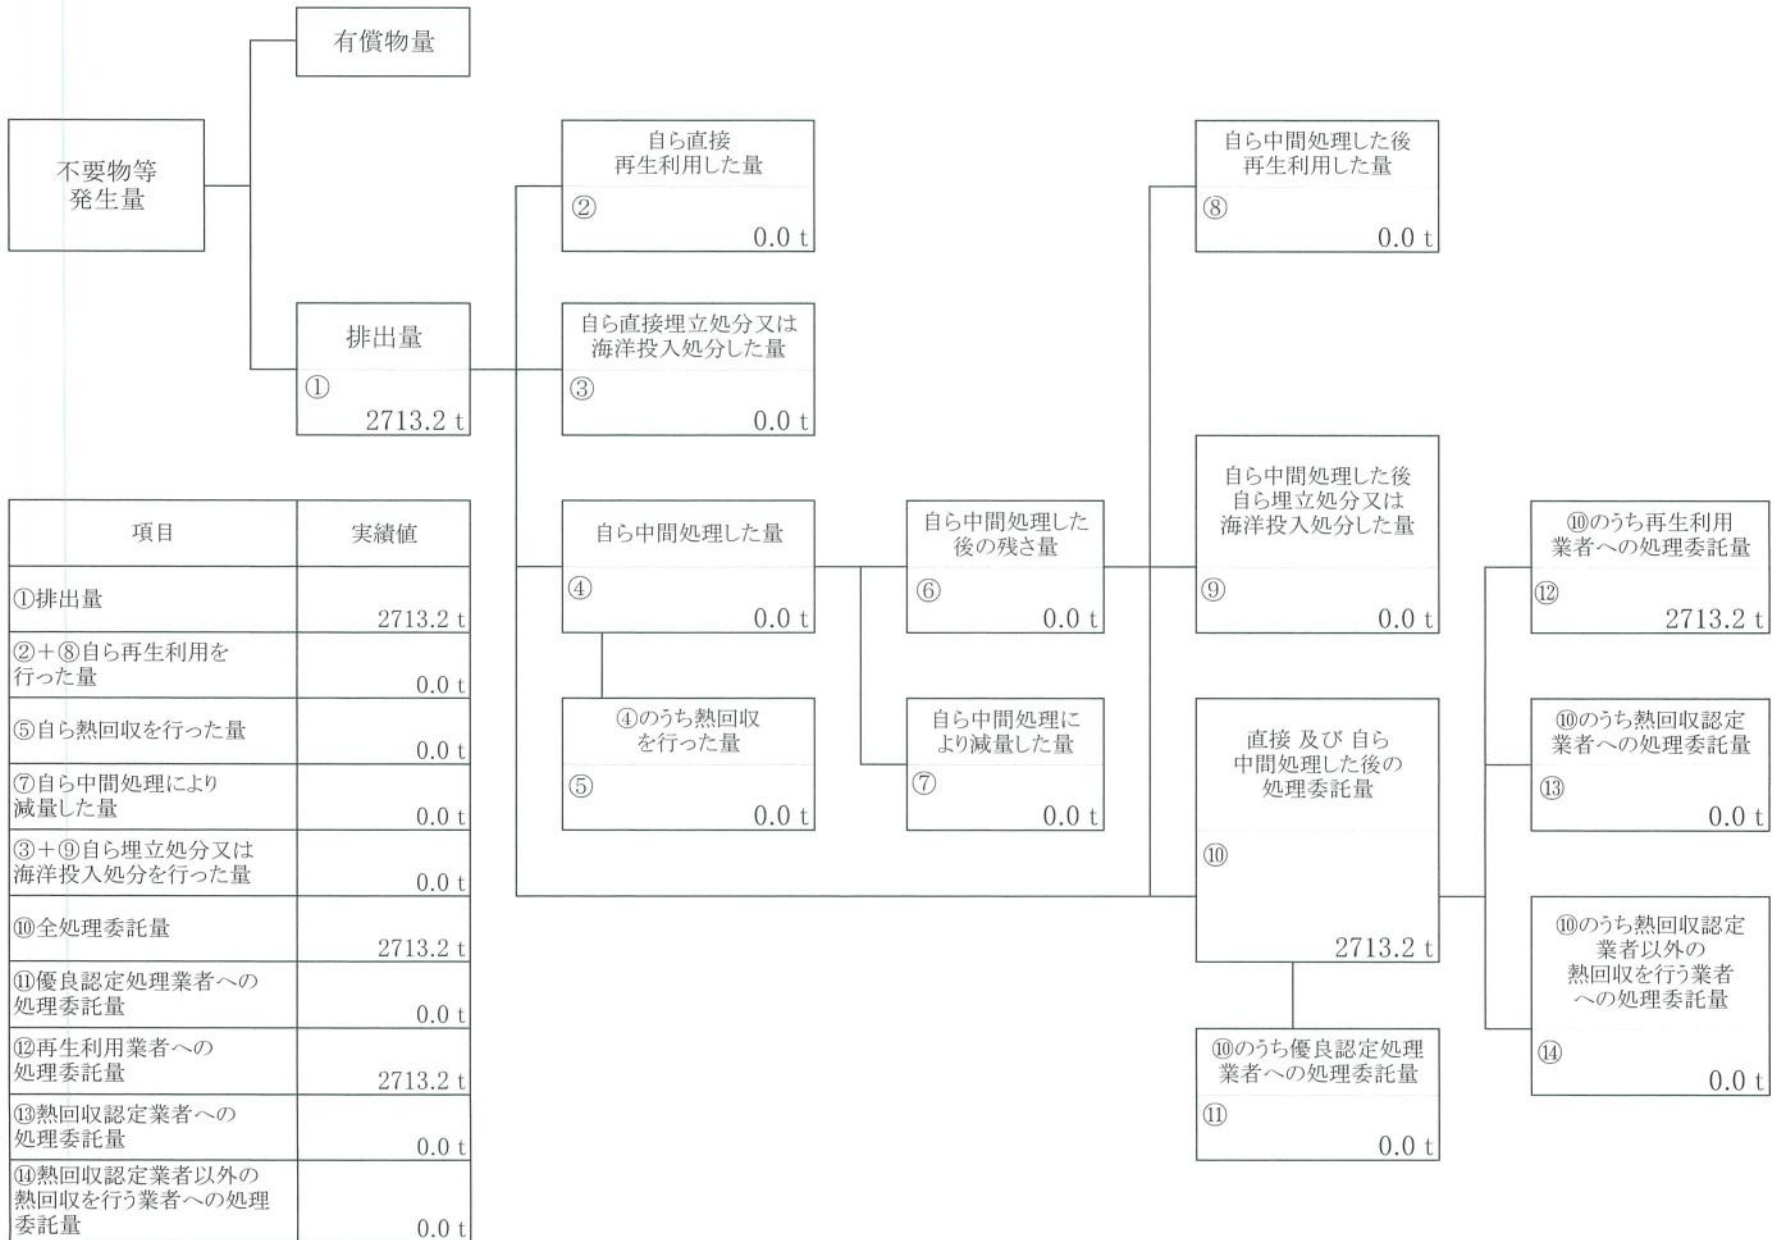 有償物量
不要物等
発生量
排出量
①
2713.2 t
自ら直接
再生利用した量
②
0.0 t
自ら直接埋立処分又は
海洋投入処分した量
③
0.0 t
自ら中間処理した量
④
0.0 t
④のうち熱回収
を行った量
⑤
0.0 t
自ら中間処理した
後の残さ量
⑥
0.0 t
自ら中間処理に
より減量した量
⑦
0.0 t
自ら中間処理した後
再生利用した量
⑧
0.0 t
自ら中間処理した後
自ら埋立処分又は
海洋投入処分した量
⑨
0.0 t
直接 及び 自ら
中間処理した後の
処理委託量
⑩
2713.2 t
⑩のうち優良認定処理
業者への処理委託量
⑪
0.0 t
⑩のうち再生利用
業者への処理委託量
⑫
2713.2 t
⑩のうち熱回収認定
業者への処理委託量
⑬
0.0 t
⑩のうち熱回収認定
業者以外の
熱回収を行う業者
への処理委託量
⑭
0.0 t
項目 実績値
①排出量
2713.2 t
②+⑧自ら再生利用を
行った量
0.0 t
⑤自ら熱回収を行った量
0.0 t
⑦自ら中間処理により
減量した量
0.0 t
③+⑨自ら埋立処分又は
海洋投入処分を行った量
0.0 t
⑩全処理委託量
2713.2 t
⑪優良認定処理業者への
処理委託量
0.0 t
⑫再生利用業者への
処理委託量
2713.2 t
⑬熱回収認定業者への
処理委託量
0.0 t
⑭熱回収認定業者以外の
熱回収を行う業者への処理
委託量
0.0 t